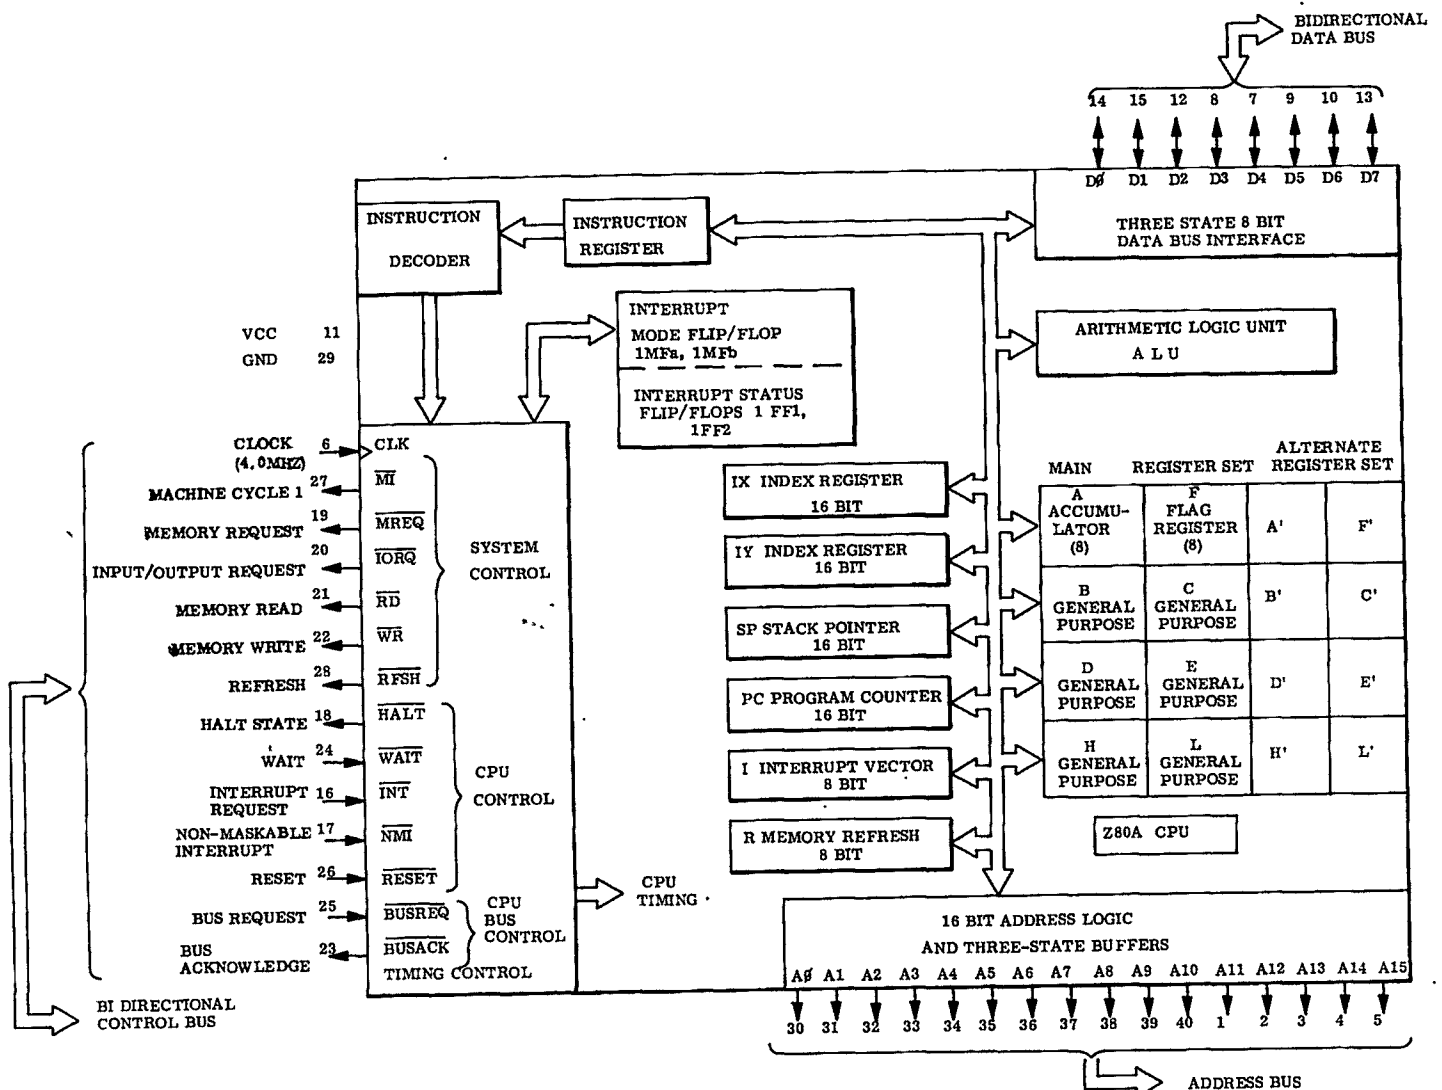 BIDIRECTIONAL
DATA BUS
14 15 12 8 7 9 10 13
DØ D1 D2 D3 D4 D5 D6 D7
THREE STATE 8 BIT
DATA BUS INTERFACE
INSTRUCTION
DECODER
INSTRUCTION
REGISTER
INTERRUPT
MODE FLIP/FLOP
1MFa, 1MFb
INTERRUPT STATUS
FLIP/FLOPS 1 FF1,
1FF2
ARITHMETIC LOGIC UNIT
A L U
VCC 11
GND 29
CLOCK 6
(4.0MHZ)
CLK
MACHINE CYCLE 1 27
MI
MEMORY REQUEST 19
MREQ
INPUT/OUTPUT REQUEST 20
IORQ
MEMORY READ 21
RD
MEMORY WRITE 22
WR
REFRESH 28
RFSH
SYSTEM
CONTROL
HALT STATE 18
HALT
WAIT 24
WAIT
INTERRUPT
REQUEST 16
INT
NON-MASKABLE
INTERRUPT 17
NMI
RESET 26
RESET
CPU
CONTROL
BUS REQUEST 25
BUSREQ
BUS
ACKNOWLEDGE 23
BUSACK
CPU
BUS
CONTROL
TIMING CONTROL
CPU
TIMING
BI DIRECTIONAL
CONTROL BUS
IX INDEX REGISTER
16 BIT
IY INDEX REGISTER
16 BIT
SP STACK POINTER
16 BIT
PC PROGRAM COUNTER
16 BIT
I INTERRUPT VECTOR
8 BIT
R MEMORY REFRESH
8 BIT
MAIN REGISTER SET
ALTERNATE
REGISTER SET
A
ACCUMU-
LATOR
(8)
F
FLAG
REGISTER
(8)
A'
F'
B
GENERAL
PURPOSE
C
GENERAL
PURPOSE
B'
C'
D
GENERAL
PURPOSE
E
GENERAL
PURPOSE
D'
E'
H
GENERAL
PURPOSE
L
GENERAL
PURPOSE
H'
L'
Z80A CPU
16 BIT ADDRESS LOGIC
AND THREE-STATE BUFFERS
AØ A1 A2 A3 A4 A5 A6 A7 A8 A9 A10 A11 A12 A13 A14 A15
30 31 32 33 34 35 36 37 38 39 40 1 2 3 4 5
ADDRESS BUS